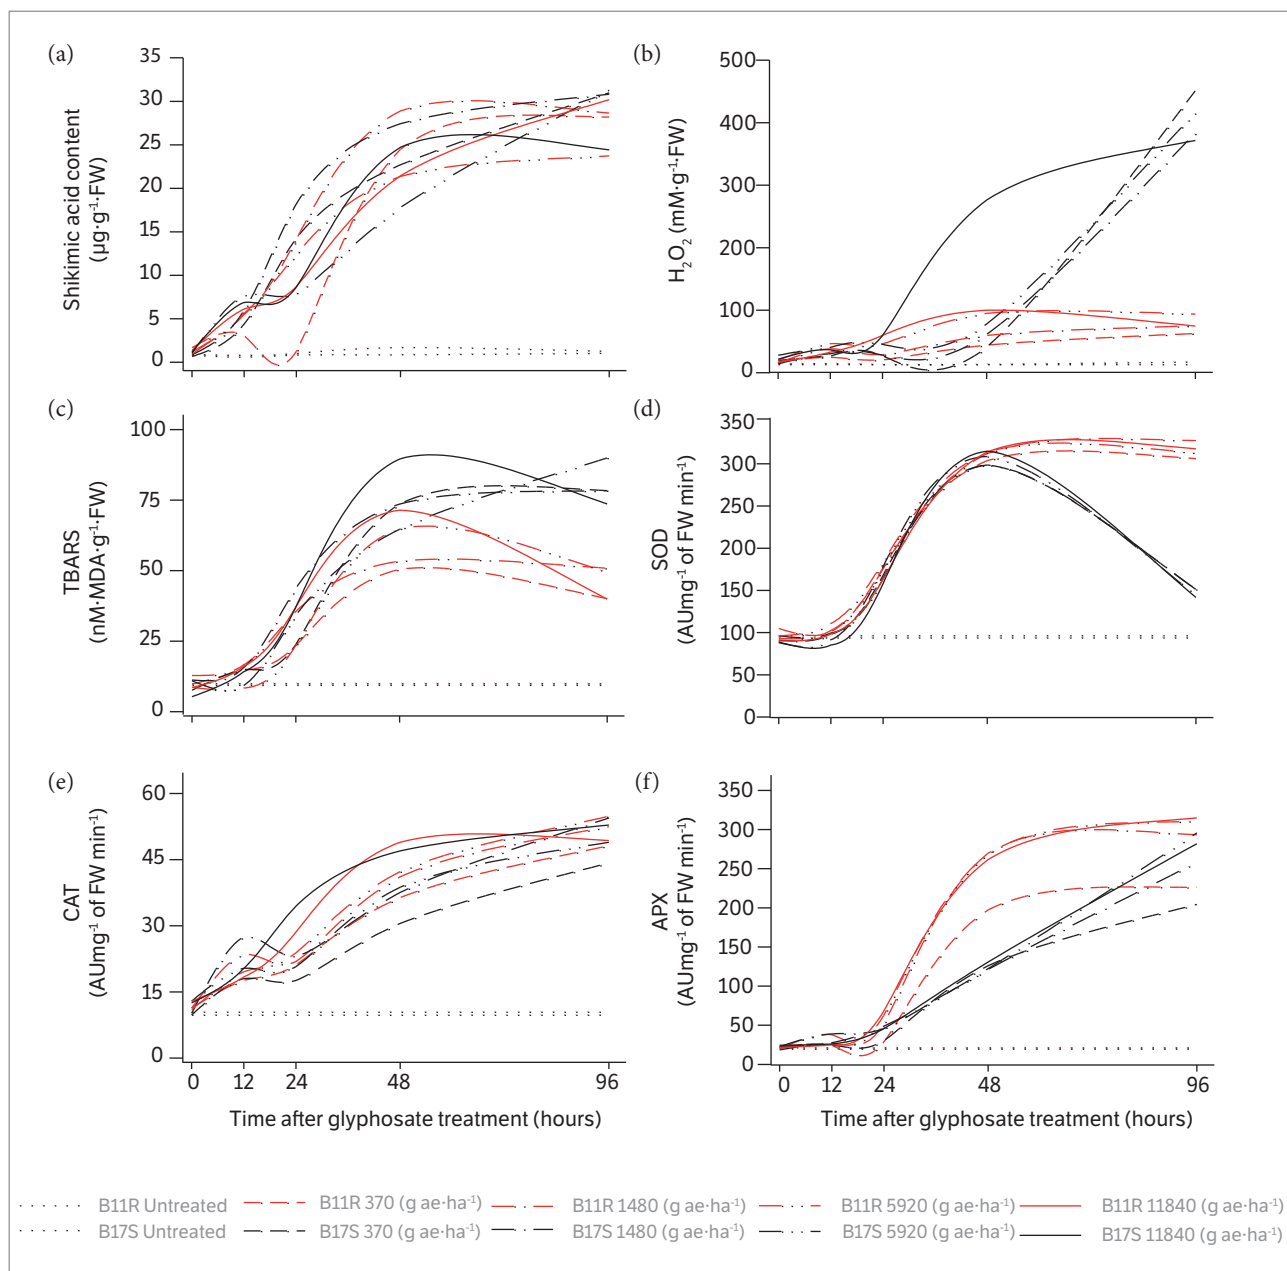 (a)
35
30
25
20
15
10
5
0
Shikimic acid content
(µg·g⁻¹·FW)
(b)
500
400
300
200
100
0
H₂O₂ (mM·g⁻¹·FW)
(c)
100
75
50
25
0
TBARS
(nM·MDA·g⁻¹·FW)
(d)
350
300
250
200
150
100
50
0
SOD
(AUmg⁻¹ of FW min⁻¹)
(e)
60
45
30
15
0
CAT
(AUmg⁻¹ of FW min⁻¹)
0 12 24 48 96
Time after glyphosate treatment (hours)
(f)
350
300
250
200
150
100
50
0
APX
(AUmg⁻¹ of FW min⁻¹)
0 12 24 48 96
Time after glyphosate treatment (hours)
B11R Untreated B11R 370 (g ae·ha⁻¹) B11R 1480 (g ae·ha⁻¹) B11R 5920 (g ae·ha⁻¹) B11R 11840 (g ae·ha⁻¹)
B17S Untreated B17S 370 (g ae·ha⁻¹) B17S 1480 (g ae·ha⁻¹) B17S 5920 (g ae·ha⁻¹) B17S 11840 (g ae·ha⁻¹)